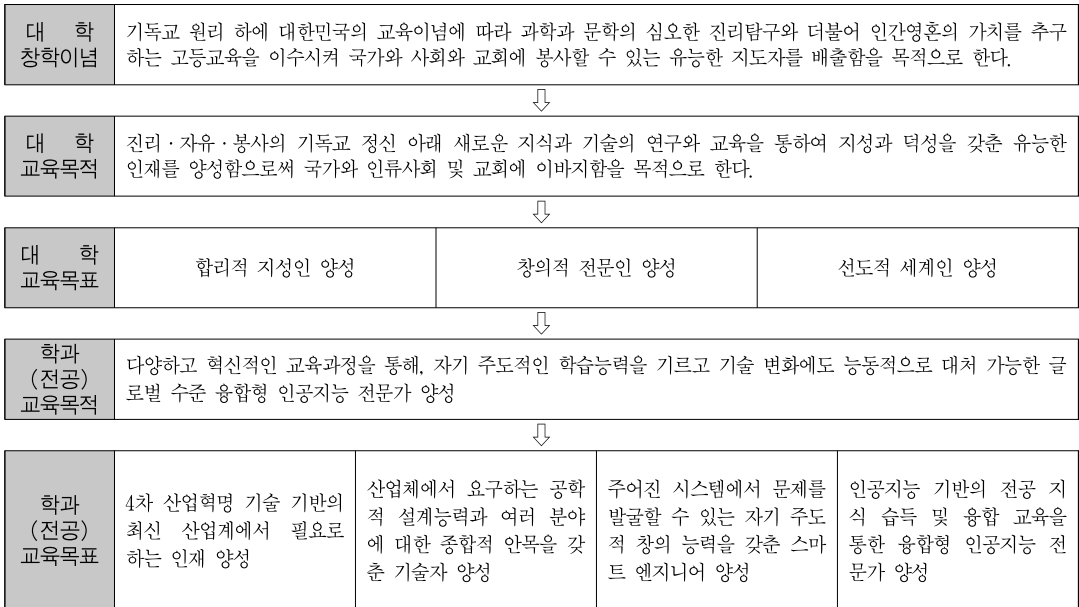 대 학
창학이념
기독교 원리 하에 대한민국의 교육이념에 따라 과학과 문학의 심오한 진리탐구와 더불어 인간영혼의 가치를 추구
하는 고등교육을 이수시켜 국가와 사회와 교회에 봉사할 수 있는 유능한 지도자를 배출함을 목적으로 한다.
대 학
교육목적
진리·자유·봉사의 기독교 정신 아래 새로운 지식과 기술의 연구와 교육을 통하여 지성과 덕성을 갖춘 유능한
인재를 양성함으로써 국가와 인류사회 및 교회에 이바지함을 목적으로 한다.
대 학
교육목표
합리적 지성인 양성
창의적 전문인 양성
선도적 세계인 양성
학과
(전공)
교육목적
다양하고 혁신적인 교육과정을 통해, 자기 주도적인 학습능력을 기르고 기술 변화에도 능동적으로 대처 가능한 글
로벌 수준 융합형 인공지능 전문가 양성
학과
(전공)
교육목표
4차 산업혁명 기술 기반의
최신 산업계에서 필요로
하는 인재 양성
산업체에서 요구하는 공학
적 설계능력과 여러 분야
에 대한 종합적 안목을 갖
춘 기술자 양성
주어진 시스템에서 문제를
발굴할 수 있는 자기 주도
적 창의 능력을 갖춘 스마
트 엔지니어 양성
인공지능 기반의 전공 지
식 습득 및 융합 교육을
통한 융합형 인공지능 전
문가 양성